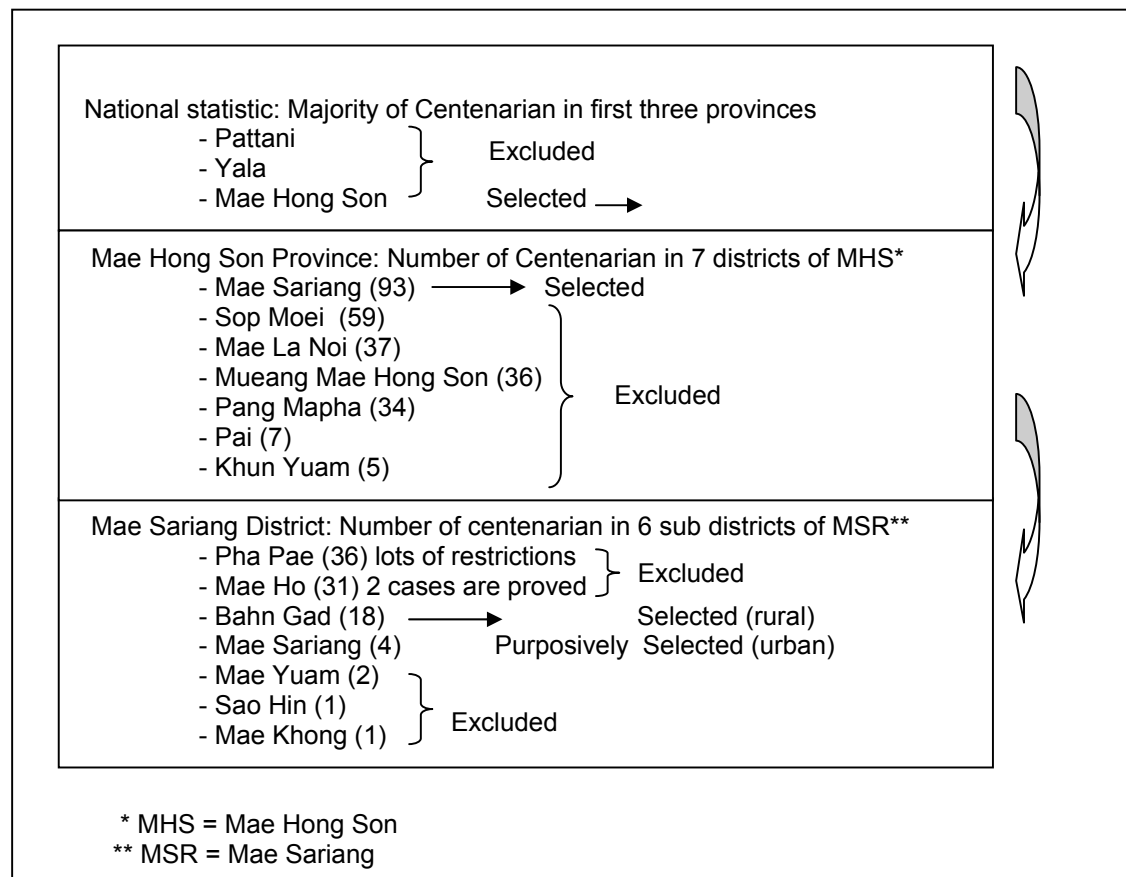 National statistic: Majority of Centenarian in first three provinces
- Pattani
- Yala
Excluded
- Mae Hong Son Selected
Mae Hong Son Province: Number of Centenarian in 7 districts of MHS*
- Mae Sariang (93) Selected
- Sop Moei (59)
- Mae La Noi (37)
- Mueang Mae Hong Son (36)
- Pang Mapha (34)
- Pai (7)
- Khun Yuam (5)
Excluded
Mae Sariang District: Number of centenarian in 6 sub districts of MSR**
- Pha Pae (36) lots of restrictions
- Mae Ho (31) 2 cases are proved
Excluded
- Bahn Gad (18) Selected (rural)
- Mae Sariang (4) Purposively Selected (urban)
- Mae Yuam (2)
- Sao Hin (1)
- Mae Khong (1)
Excluded
* MHS = Mae Hong Son
** MSR = Mae Sariang